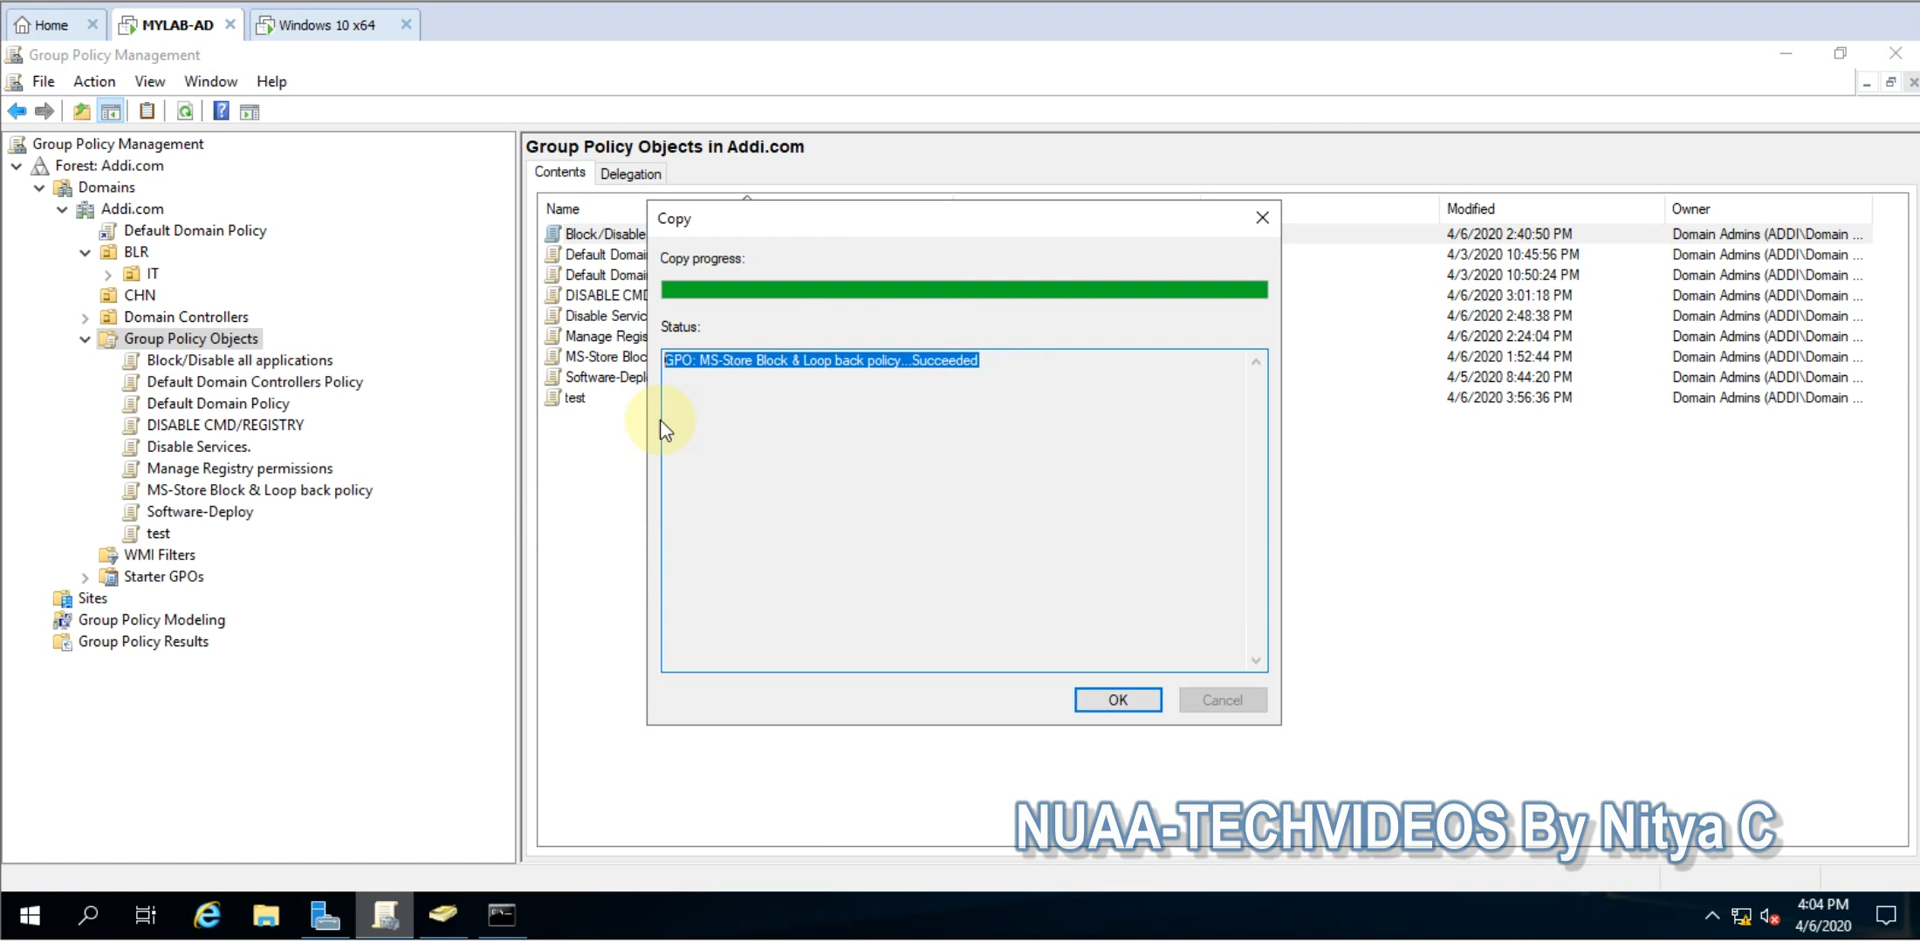 Home
MYLAB-AD
Windows 10 x64
Group Policy Management
File Action View Window Help
Group Policy Management
Forest: Addi.com
Domains
Addi.com
Default Domain Policy
BLR
IT
CHN
Domain Controllers
Group Policy Objects
Block/Disable all applications
Default Domain Controllers Policy
Default Domain Policy
DISABLE CMD/REGISTRY
Disable Services.
Manage Registry permissions
MS-Store Block & Loop back policy
Software-Deploy
test
WMI Filters
Starter GPOs
Sites
Group Policy Modeling
Group Policy Results
Group Policy Objects in Addi.com
Contents Delegation
Name Modified Owner
Block/Disable 4/6/2020 2:40:50 PM Domain Admins (ADDI\Domain ...
Default Domai 4/3/2020 10:45:56 PM Domain Admins (ADDI\Domain ...
Default Domai 4/3/2020 10:50:24 PM Domain Admins (ADDI\Domain ...
DISABLE CMD 4/6/2020 3:01:18 PM Domain Admins (ADDI\Domain ...
Disable Servic 4/6/2020 2:48:38 PM Domain Admins (ADDI\Domain ...
Manage Regis 4/6/2020 2:24:04 PM Domain Admins (ADDI\Domain ...
MS-Store Bloc 4/6/2020 1:52:44 PM Domain Admins (ADDI\Domain ...
Software-Depl 4/5/2020 8:44:20 PM Domain Admins (ADDI\Domain ...
test 4/6/2020 3:56:36 PM Domain Admins (ADDI\Domain ...
Copy
Copy progress:
Status:
GPO: MS-Store Block & Loop back policy...Succeeded
OK Cancel
NUAA-TECHVIDEOS By Nitya C
4:04 PM
4/6/2020